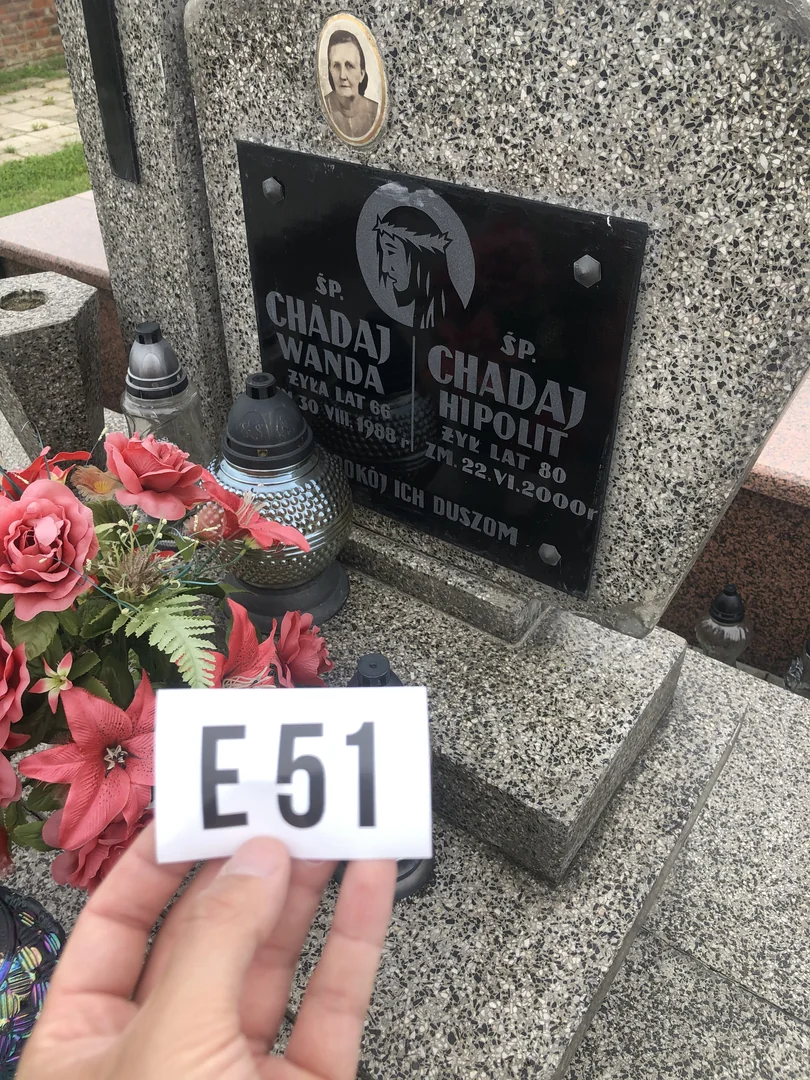 ŚP.
CHADAJ
WANDA
ŻYŁA LAT 66
30 VIII. 1988 r.
ŚP.
CHADAJ
HIPOLIT
ŻYŁ LAT 80
ZM. 22.VI.2000r
ICH DUSZOM
E 51